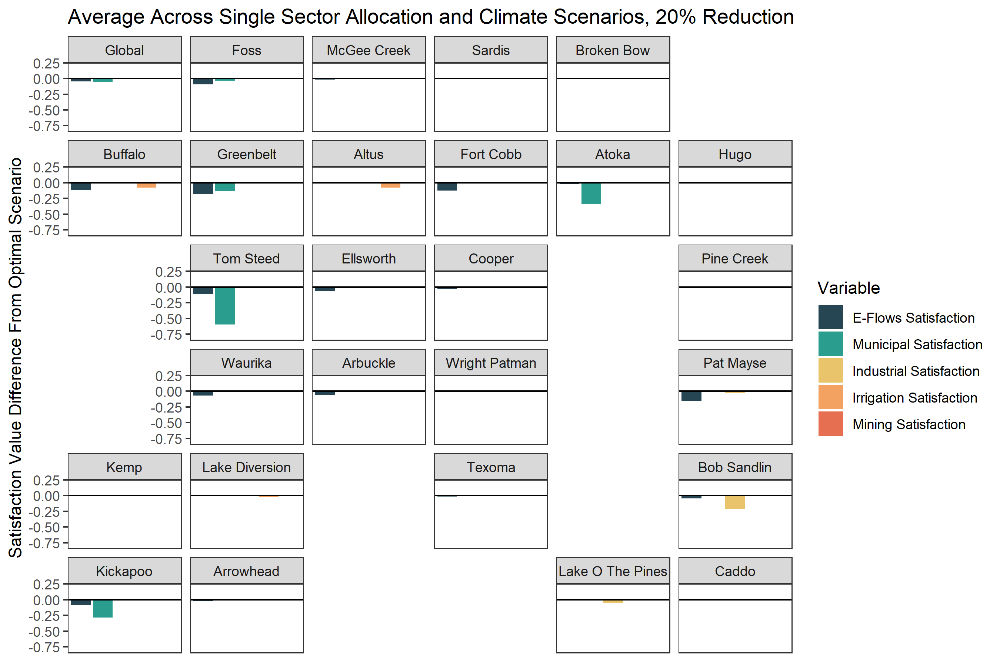 Average Across Single Sector Allocation and Climate Scenarios, 20% Reduction
Satisfaction Value Difference From Optimal Scenario
Global
Foss
McGee Creek
Sardis
Broken Bow
0.25
0.00
-0.25
-0.50
-0.75
Buffalo
Greenbelt
Altus
Fort Cobb
Atoka
Hugo
0.25
0.00
-0.25
-0.50
-0.75
Tom Steed
Ellsworth
Cooper
Pine Creek
0.25
0.00
-0.25
-0.50
-0.75
Waurika
Arbuckle
Wright Patman
Pat Mayse
0.25
0.00
-0.25
-0.50
-0.75
Kemp
Lake Diversion
Texoma
Bob Sandlin
0.25
0.00
-0.25
-0.50
-0.75
Kickapoo
Arrowhead
Lake O The Pines
Caddo
0.25
0.00
-0.25
-0.50
-0.75
Variable
E-Flows Satisfaction
Municipal Satisfaction
Industrial Satisfaction
Irrigation Satisfaction
Mining Satisfaction